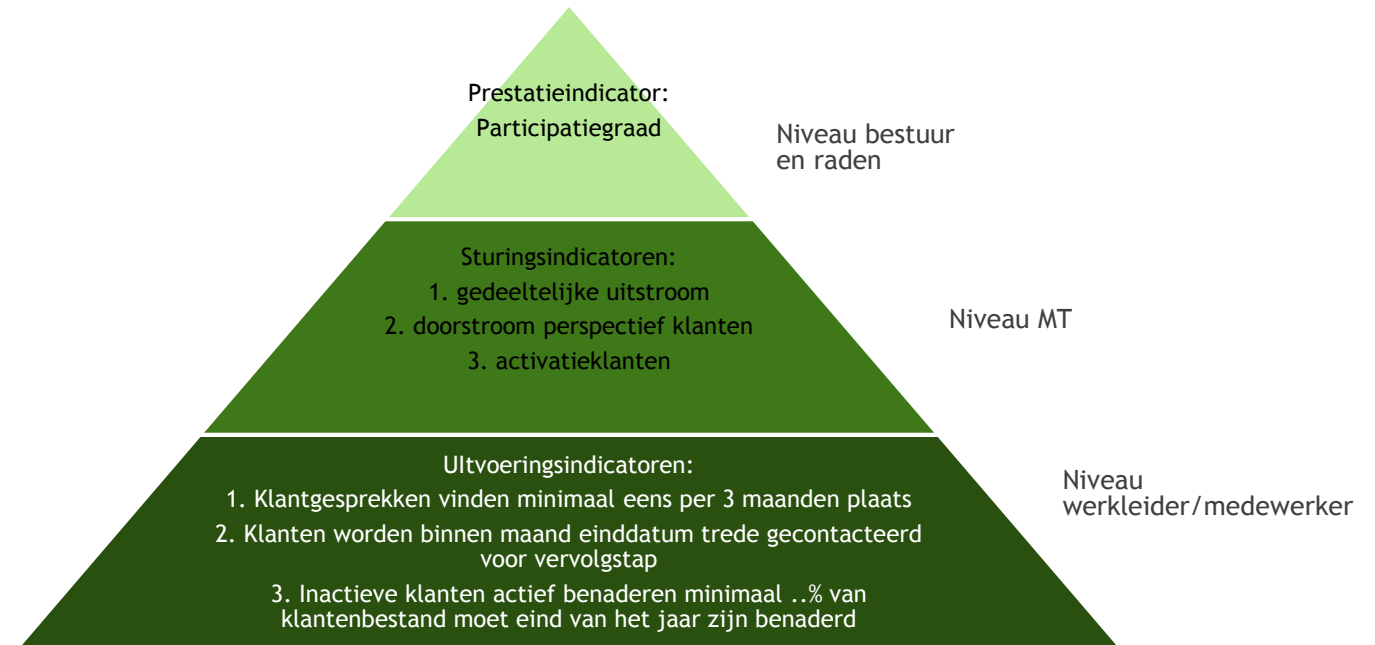 Prestatieindicator:
Participatiegraad
Niveau bestuur
en raden
Sturingsindicatoren:
1. gedeeltelijke uitstroom
2. doorstroom perspectief klanten
3. activatieklanten
Niveau MT
UItvoeringsindicatoren:
1. Klantgesprekken vinden minimaal eens per 3 maanden plaats
2. Klanten worden binnen maand einddatum trede gecontacteerd
voor vervolgstap
3. Inactieve klanten actief benaderen minimaal ..% van
klantenbestand moet eind van het jaar zijn benaderd
Niveau
werkleider/medewerker